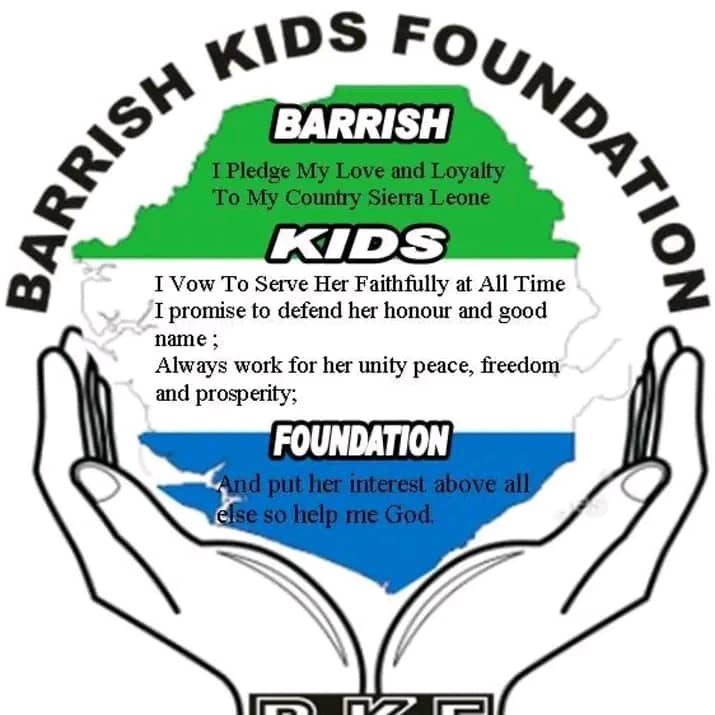 BARRISH KIDS FOUNDATION
BARRISH
I Pledge My Love and Loyalty
To My Country Sierra Leone
KIDS
I Vow To Serve Her Faithfully at All Time
I promise to defend her honour and good
name ;
Always work for her unity peace, freedom
and prosperity;
FOUNDATION
And put her interest above all
else so help me God.
BKF